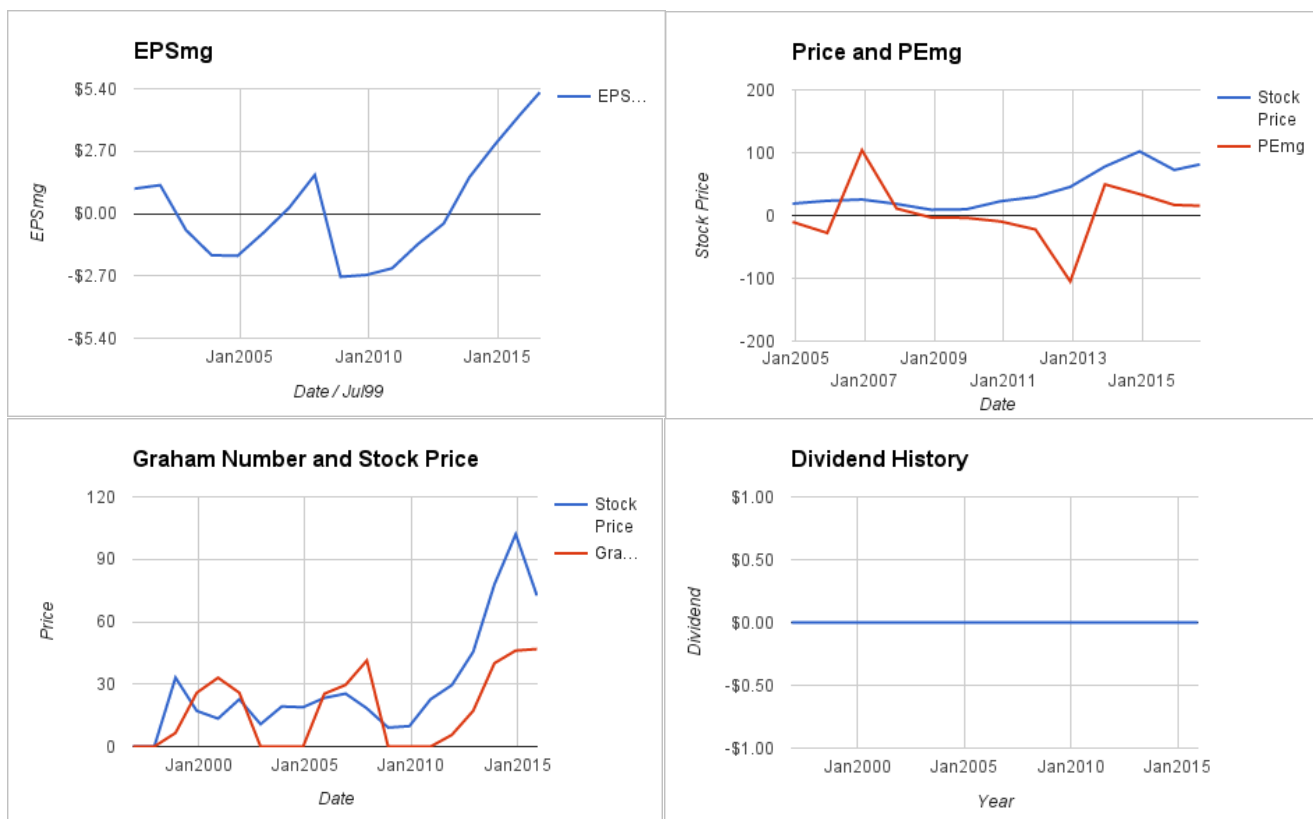 EPSmg
$5.40
$2.70
$0.00
-$2.70
-$5.40
EPSmg
Jan2005
Jan2010
Jan2015
Date / Jul99
EPS...
Price and PEmg
200
100
0
-100
-200
Stock Price
Jan2005
Jan2007
Jan2009
Jan2011
Jan2013
Jan2015
Date
Stock
Price
PEmg
Graham Number and Stock Price
120
90
60
30
0
Price
Jan2000
Jan2005
Jan2010
Jan2015
Date
Stock
Price
Gra...
Dividend History
$1.00
$0.50
$0.00
-$0.50
-$1.00
Dividend
Jan2000
Jan2005
Jan2010
Jan2015
Year